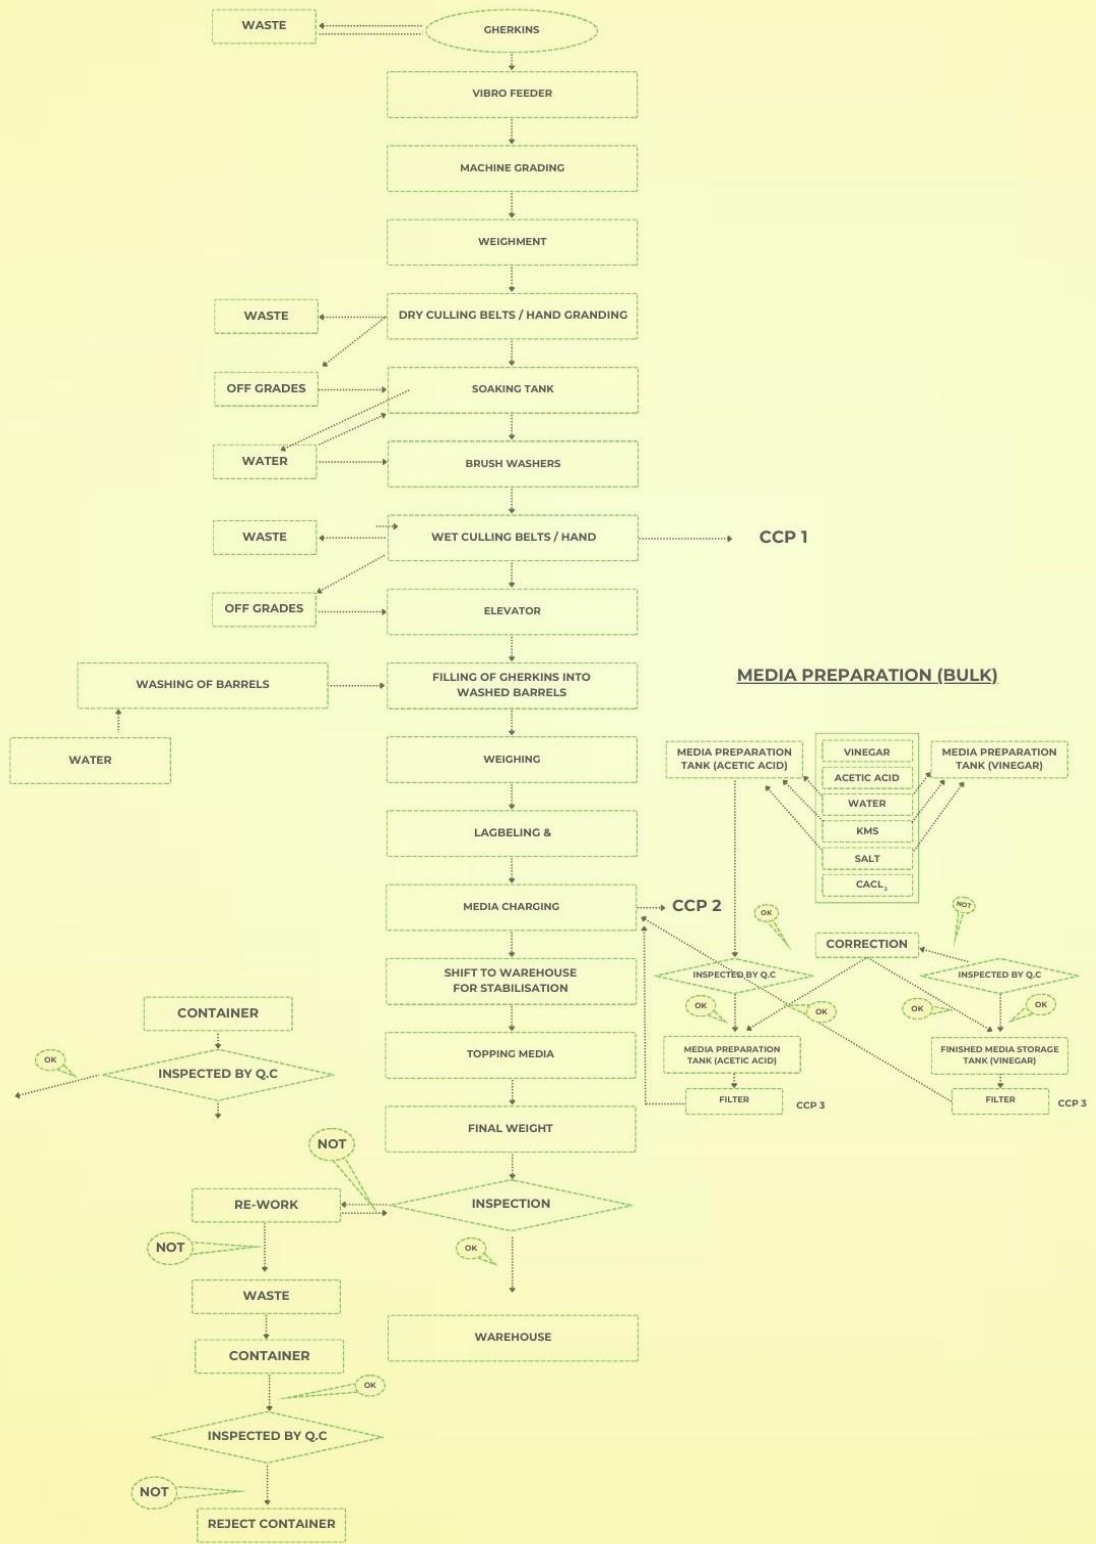 WASTE
GHERKINS
VIBRO FEEDER
MACHINE GRADING
WEIGHMENT
WASTE
DRY CULLING BELTS / HAND GRANDING
OFF GRADES
SOAKING TANK
WATER
BRUSH WASHERS
WASTE
WET CULLING BELTS / HAND
CCP 1
OFF GRADES
ELEVATOR
WASHING OF BARRELS
FILLING OF GHERKINS INTO
WASHED BARRELS
WATER
WEIGHING
LAGBELING &
MEDIA CHARGING
CCP 2
SHIFT TO WAREHOUSE
FOR STABILISATION
TOPPING MEDIA
FINAL WEIGHT
NOT
INSPECTION
RE-WORK
NOT
OK
WASTE
WAREHOUSE
CONTAINER
OK
INSPECTED BY Q.C
NOT
REJECT CONTAINER
CONTAINER
OK
INSPECTED BY Q.C
MEDIA PREPARATION (BULK)
MEDIA PREPARATION
TANK (ACETIC ACID)
VINEGAR
ACETIC ACID
WATER
KMS
SALT
CACL2
MEDIA PREPARATION
TANK (VINEGAR)
OK
NOT
CORRECTION
INSPECTED BY Q.C
INSPECTED BY Q.C
OK
OK
OK
OK
MEDIA PREPARATION
TANK (ACETIC ACID)
FINISHED MEDIA STORAGE
TANK (VINEGAR)
FILTER
CCP 3
FILTER
CCP 3